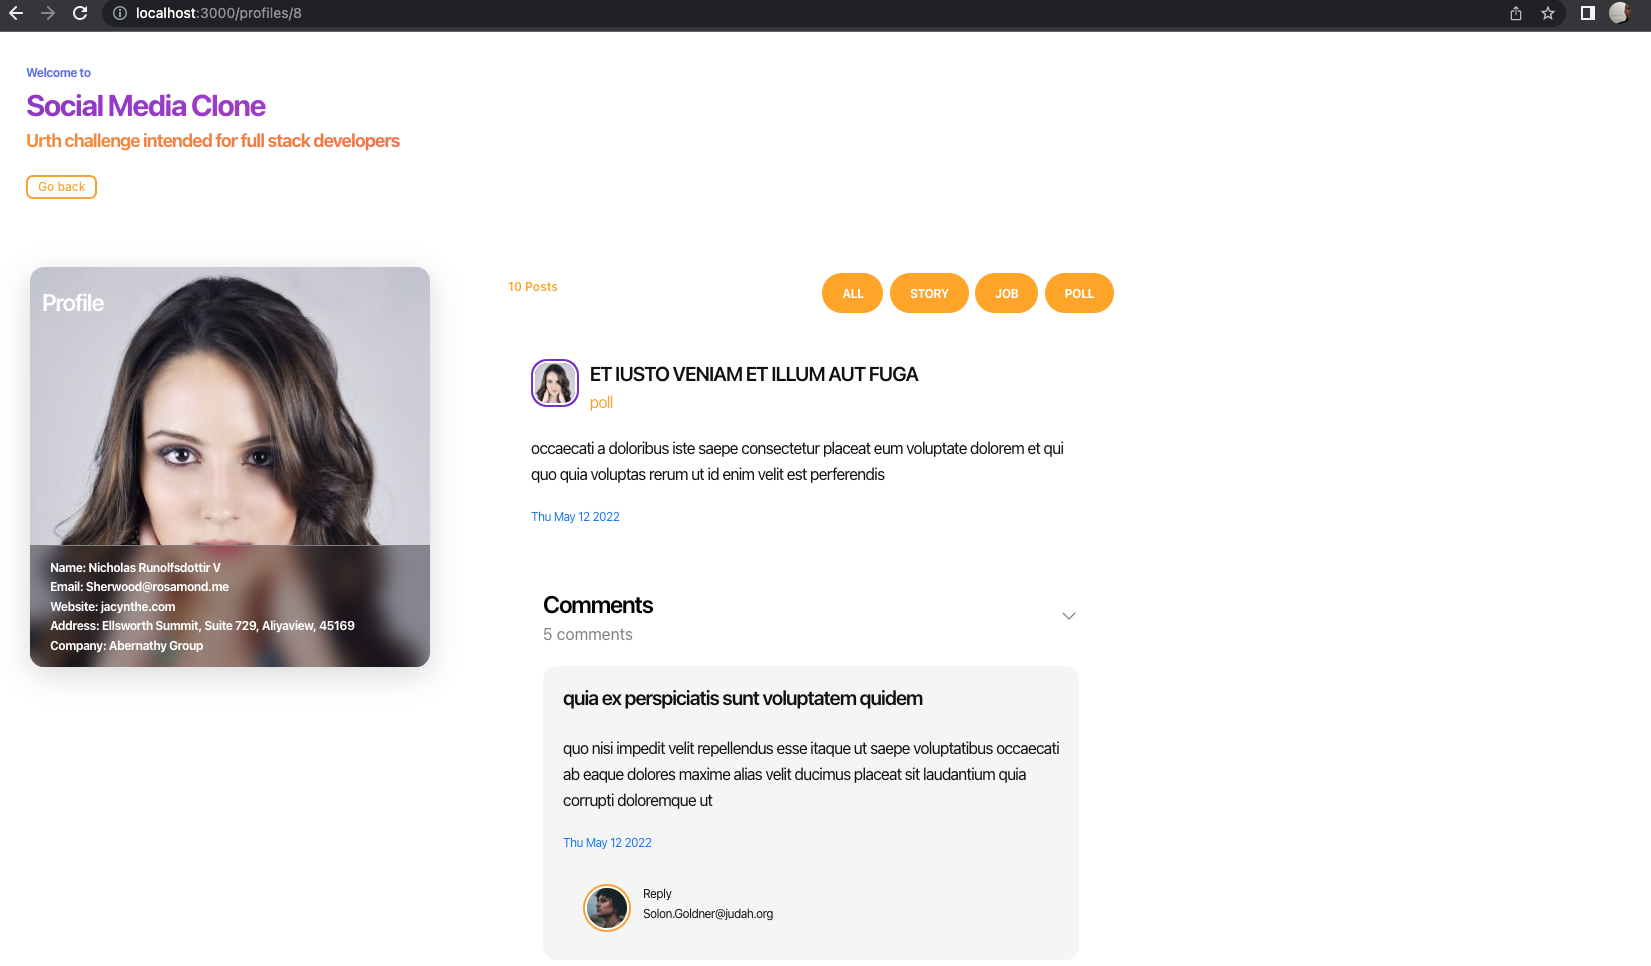 localhost:3000/profiles/8
Welcome to
Social Media Clone
Urth challenge intended for full stack developers
Go back
Profile
Name: Nicholas Runolfsdottir V
Email: Sherwood@rosamond.me
Website: jacynthe.com
Address: Ellsworth Summit, Suite 729, Aliyaview, 45169
Company: Abernathy Group
10 Posts
ALL
STORY
JOB
POLL
ET IUSTO VENIAM ET ILLUM AUT FUGA
poll
occaecati a doloribus iste saepe consectetur placeat eum voluptate dolorem et qui
quo quia voluptas rerum ut id enim velit est perferendis
Thu May 12 2022
Comments
5 comments
quia ex perspiciatis sunt voluptatem quidem
quo nisi impedit velit repellendus esse itaque ut saepe voluptatibus occaecati
ab eaque dolores maxime alias velit ducimus placeat sit laudantium quia
corrupti doloremque ut
Thu May 12 2022
Reply
Solon.Goldner@judah.org